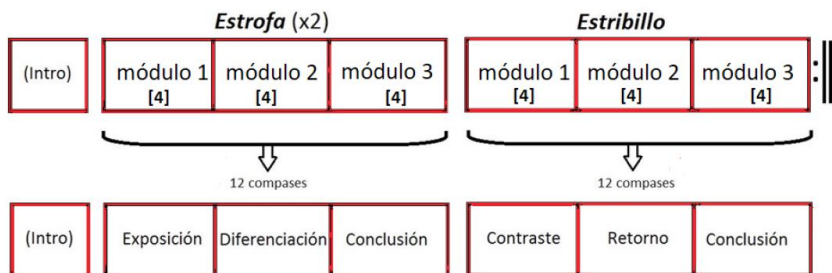 Estrofa (x2) Estribillo
(Intro) módulo 1 módulo 2 módulo 3 módulo 1 módulo 2 módulo 3 :
[4] [4] [4] [4] [4] [4]
12 compases 12 compases
(Intro) Exposición Diferenciación Conclusión Contraste Retorno Conclusión